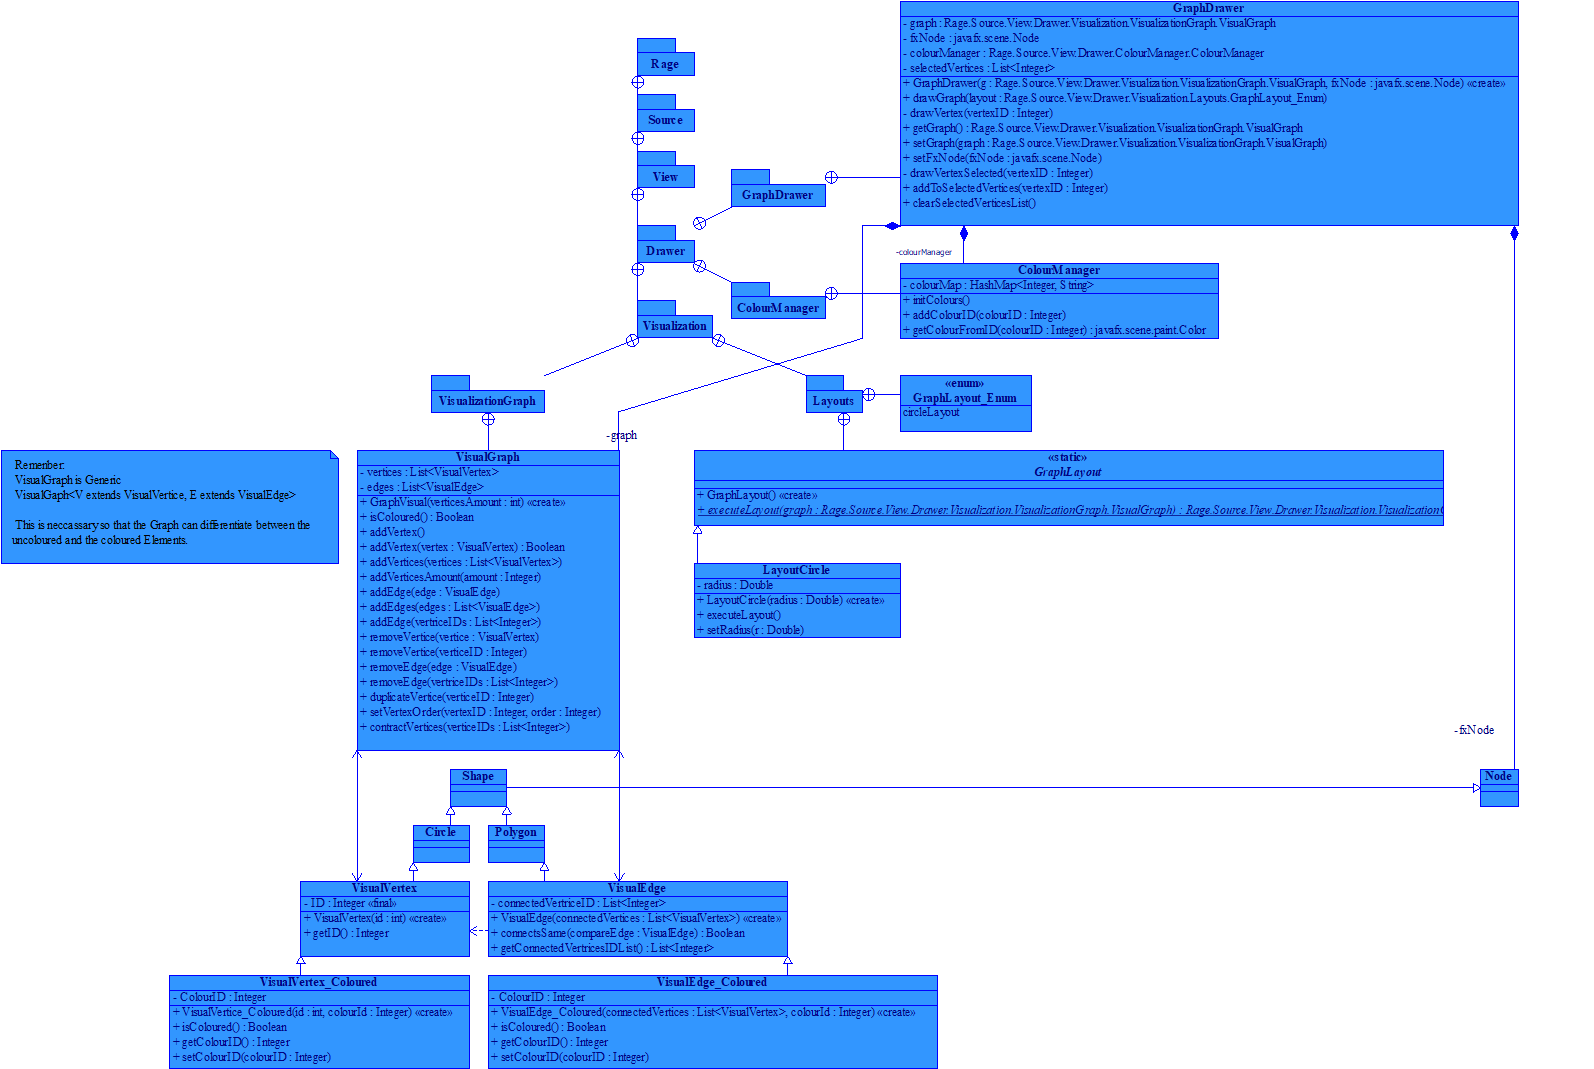 GraphDrawer
- graph : Rage.Source.View.Drawer.Visualization.VisualizationGraph.VisualGraph
- fxNode : javafx.scene.Node
- colourManager : Rage.Source.View.Drawer.ColourManager.ColourManager
- selectedVertices : List<Integer>
+ GraphDrawer(g : Rage.Source.View.Drawer.Visualization.VisualizationGraph.VisualGraph, fxNode : javafx.scene.Node) «create»
+ drawGraph(layout : Rage.Source.View.Drawer.Visualization.Layouts.GraphLayout_Enum)
- drawVertex(vertexID : Integer)
+ getGraph() : Rage.Source.View.Drawer.Visualization.VisualizationGraph.VisualGraph
+ setGraph(graph : Rage.Source.View.Drawer.Visualization.VisualizationGraph.VisualGraph)
+ setFxNode(fxNode : javafx.scene.Node)
- drawVertexSelected(vertexID : Integer)
+ addToSelectedVertices(vertexID : Integer)
+ clearSelectedVerticesList()
Rage
Source
View
GraphDrawer
Drawer
-colourManager
ColourManager
ColourManager
- colourMap : HashMap<Integer, String>
+ initColours()
+ addColourID(colourID : Integer)
+ getColourFromID(colourID : Integer) : javafx.scene.paint.Color
Visualization
VisualizationGraph
Layouts
«enum»
GraphLayout_Enum
circleLayout
-graph
Remenber:
VisualGraph is Generic
VisualGaph<V extends VisualVertice, E extends VisualEdge>
This is neccassary so that the Graph can differentiate between the
uncoloured and the coloured Elements.
VisualGraph
- vertices : List<VisualVertex>
- edges : List<VisualEdge>
+ GraphVisual(verticesAmount : int) «create»
+ isColoured() : Boolean
+ addVertex()
+ addVertex(vertex : VisualVertex) : Boolean
+ addVertices(vertices : List<VisualVertex>)
+ addVerticesAmount(amount : Integer)
+ addEdge(edge : VisualEdge)
+ addEdges(edges : List<VisualEdge>)
+ addEdge(verticeIDs : List<Integer>)
+ removeVertice(vertice : VisualVertex)
+ removeVertice(verticeID : Integer)
+ removeEdge(edge : VisualEdge)
+ removeEdge(vertriceIDs : List<Integer>)
+ duplicateVertice(verticeID : Integer)
+ setVertexOrder(vertexID : Integer, order : Integer)
+ contractVertices(verticeIDs : List<Integer>)
«static»
GraphLayout
+ GraphLayout() «create»
+ executeLayout(graph : Rage.Source.View.Drawer.Visualization.VisualizationGraph.VisualGraph) : Rage.Source.View.Drawer.Visualization.Visualization
LayoutCircle
- radius : Double
+ LayoutCircle(radius : Double) «create»
+ executeLayout()
+ setRadius(r : Double)
-fxNode
Shape
Node
Circle
Polygon
VisualVertex
- ID : Integer «final»
+ VisualVertex(id : int) «create»
+ getID() : Integer
VisualEdge
- connectedVerticeID : List<Integer>
+ VisualEdge(connectedVertices : List<VisualVertex>) «create»
+ connectsSame(compareEdge : VisualEdge) : Boolean
+ getConnectedVertricesIDList() : List<Integer>
VisualVertex_Coloured
- ColourID : Integer
+ VisualVertice_Coloured(id : int, colourId : Integer) «create»
+ isColoured() : Boolean
+ getColourID() : Integer
+ setColourID(colourID : Integer)
VisualEdge_Coloured
- ColourID : Integer
+ VisualEdge_Coloured(connectedVertices : List<VisualVertex>, colourId : Integer) «create»
+ isColoured() : Boolean
+ getColourID() : Integer
+ setColourID(colourID : Integer)